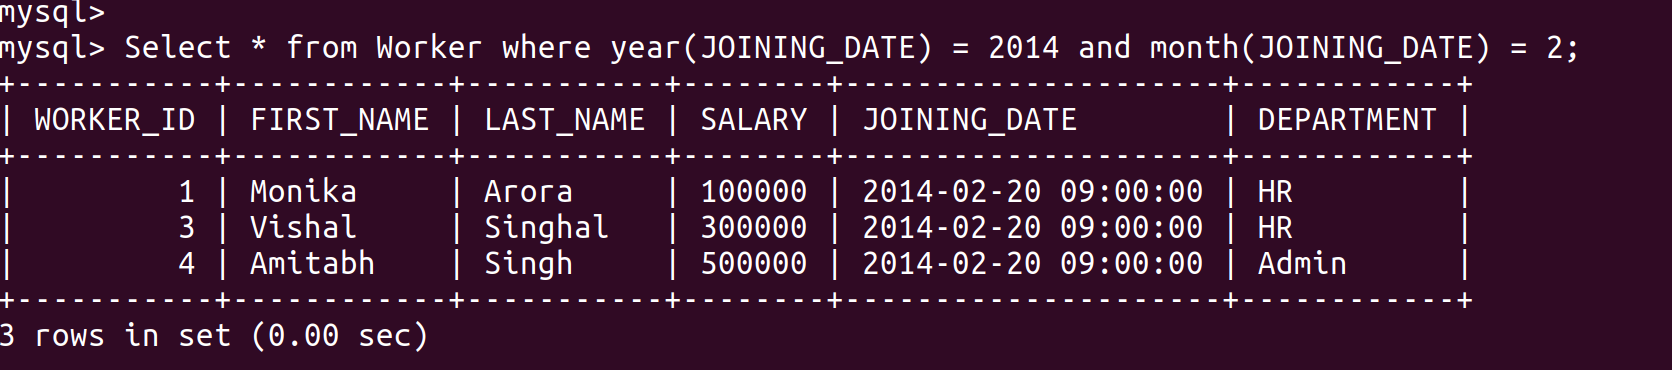 mysql>
mysql> Select * from Worker where year(JOINING_DATE) = 2014 and month(JOINING_DATE) = 2;
+-----------+------------+-----------+--------+---------------------+------------+
| WORKER_ID | FIRST_NAME | LAST_NAME | SALARY | JOINING_DATE        | DEPARTMENT |
+-----------+------------+-----------+--------+---------------------+------------+
|         1 | Monika     | Arora     | 100000 | 2014-02-20 09:00:00 | HR         |
|         3 | Vishal     | Singhal   | 300000 | 2014-02-20 09:00:00 | HR         |
|         4 | Amitabh    | Singh     | 500000 | 2014-02-20 09:00:00 | Admin      |
+-----------+------------+-----------+--------+---------------------+------------+
3 rows in set (0.00 sec)